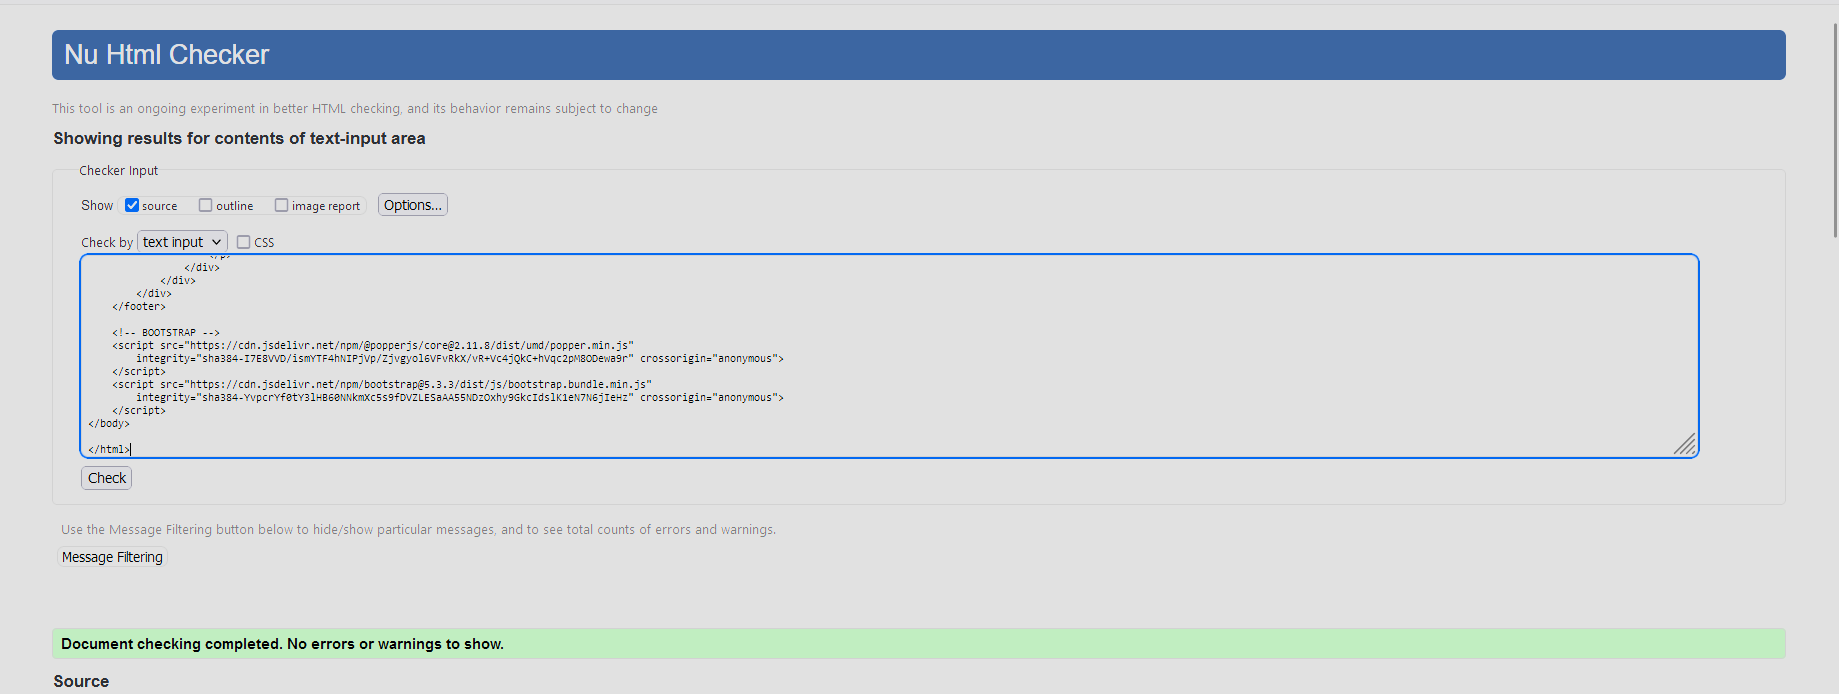 Nu Html Checker
This tool is an ongoing experiment in better HTML checking, and its behavior remains subject to change
Showing results for contents of text-input area
Checker Input
Show source outline image report Options...
Check by text input CSS
</p>
</div>
</div>
</div>
</footer>
<!-- BOOTSTRAP -->
<script src="https://cdn.jsdelivr.net/npm/@popperjs/core@2.11.8/dist/umd/popper.min.js"
integrity="sha384-I7E8VVD/ismYTF4hNIPjVp/Zjvgyol6VFvRkX/vR+Vc4jQkC+hVqc2pM8ODewa9r" crossorigin="anonymous">
</script>
<script src="https://cdn.jsdelivr.net/npm/bootstrap@5.3.3/dist/js/bootstrap.bundle.min.js"
integrity="sha384-YvpcrYf0tY3lHB60NNkmXc5s9fDVZLESaAA55NDzOxhy9GkcIdslK1eN7N6jIeHz" crossorigin="anonymous">
</script>
</body>
</html>
Check
Use the Message Filtering button below to hide/show particular messages, and to see total counts of errors and warnings.
Message Filtering
Document checking completed. No errors or warnings to show.
Source